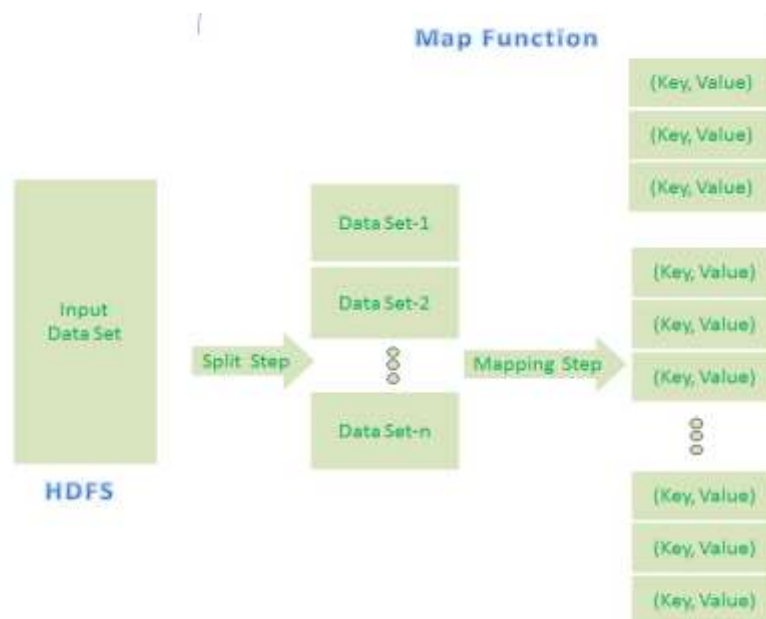 Map Function
Input
Data Set
HDFS
Split Step
Data Set-1
Data Set-2
Data Set-n
Mapping Step
(Key, Value)
(Key, Value)
(Key, Value)
(Key, Value)
(Key, Value)
(Key, Value)
(Key, Value)
(Key, Value)
(Key, Value)